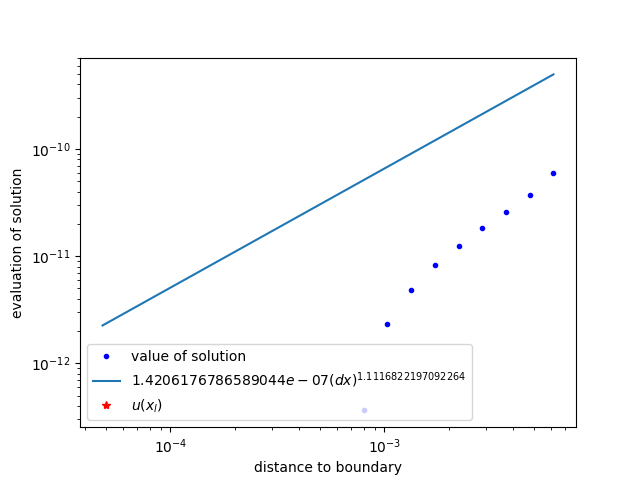 evaluation of solution
10⁻¹⁰
10⁻¹¹
10⁻¹²
value of solution
1.4206176786589044e − 07(dx)^1.1116822197092264
u(x_l)
10⁻⁴
10⁻³
distance to boundary